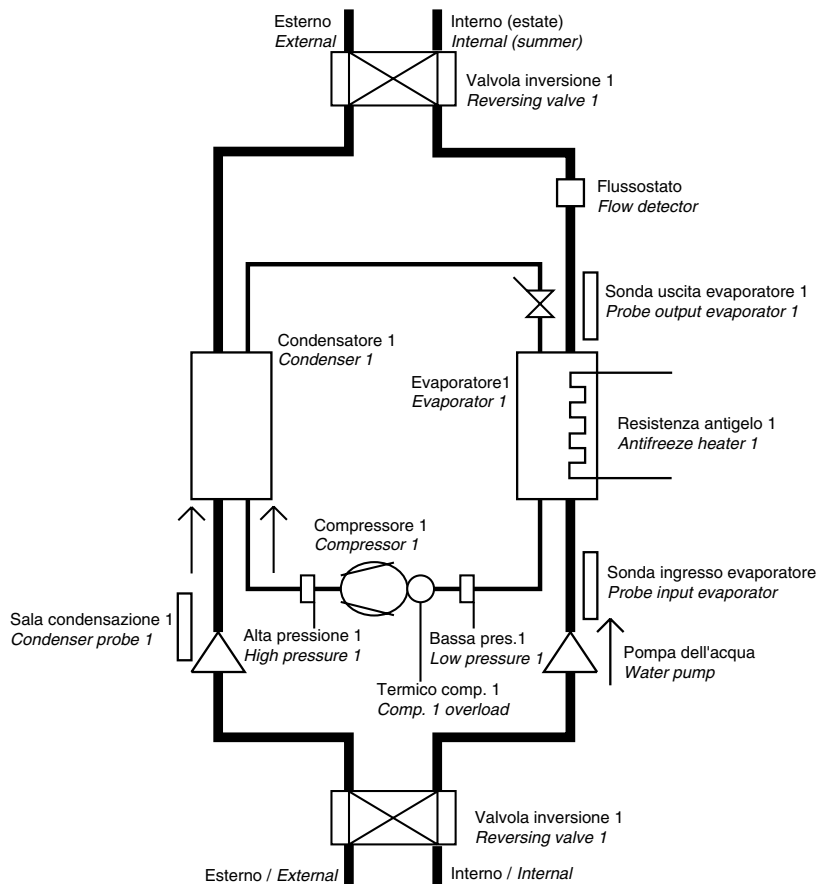 Esterno
External
Interno (estate)
Internal (summer)
Valvola inversione 1
Reversing valve 1
Flussostato
Flow detector
Sonda uscita evaporatore 1
Probe output evaporator 1
Condensatore 1
Condenser 1
Evaporatore1
Evaporator 1
Resistenza antigelo 1
Antifreeze heater 1
Compressore 1
Compressor 1
Sonda ingresso evaporatore
Probe input evaporator
Sala condensazione 1
Condenser probe 1
Alta pressione 1
High pressure 1
Bassa pres.1
Low pressure 1
Pompa dell'acqua
Water pump
Termico comp. 1
Comp. 1 overload
Valvola inversione 1
Reversing valve 1
Esterno / External
Interno / Internal